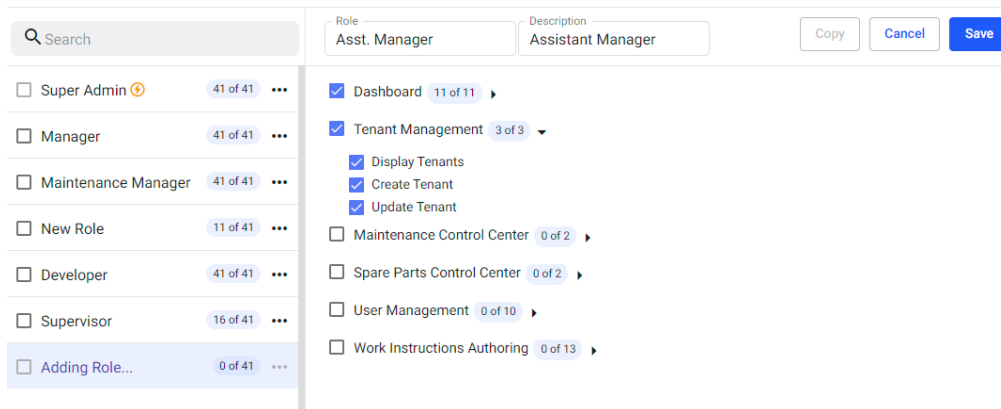 Search
Role
Asst. Manager
Description
Assistant Manager
Copy
Cancel
Save
Super Admin 41 of 41
Manager 41 of 41
Maintenance Manager 41 of 41
New Role 11 of 41
Developer 41 of 41
Supervisor 16 of 41
Adding Role... 0 of 41
Dashboard 11 of 11
Tenant Management 3 of 3
Display Tenants
Create Tenant
Update Tenant
Maintenance Control Center 0 of 2
Spare Parts Control Center 0 of 2
User Management 0 of 10
Work Instructions Authoring 0 of 13